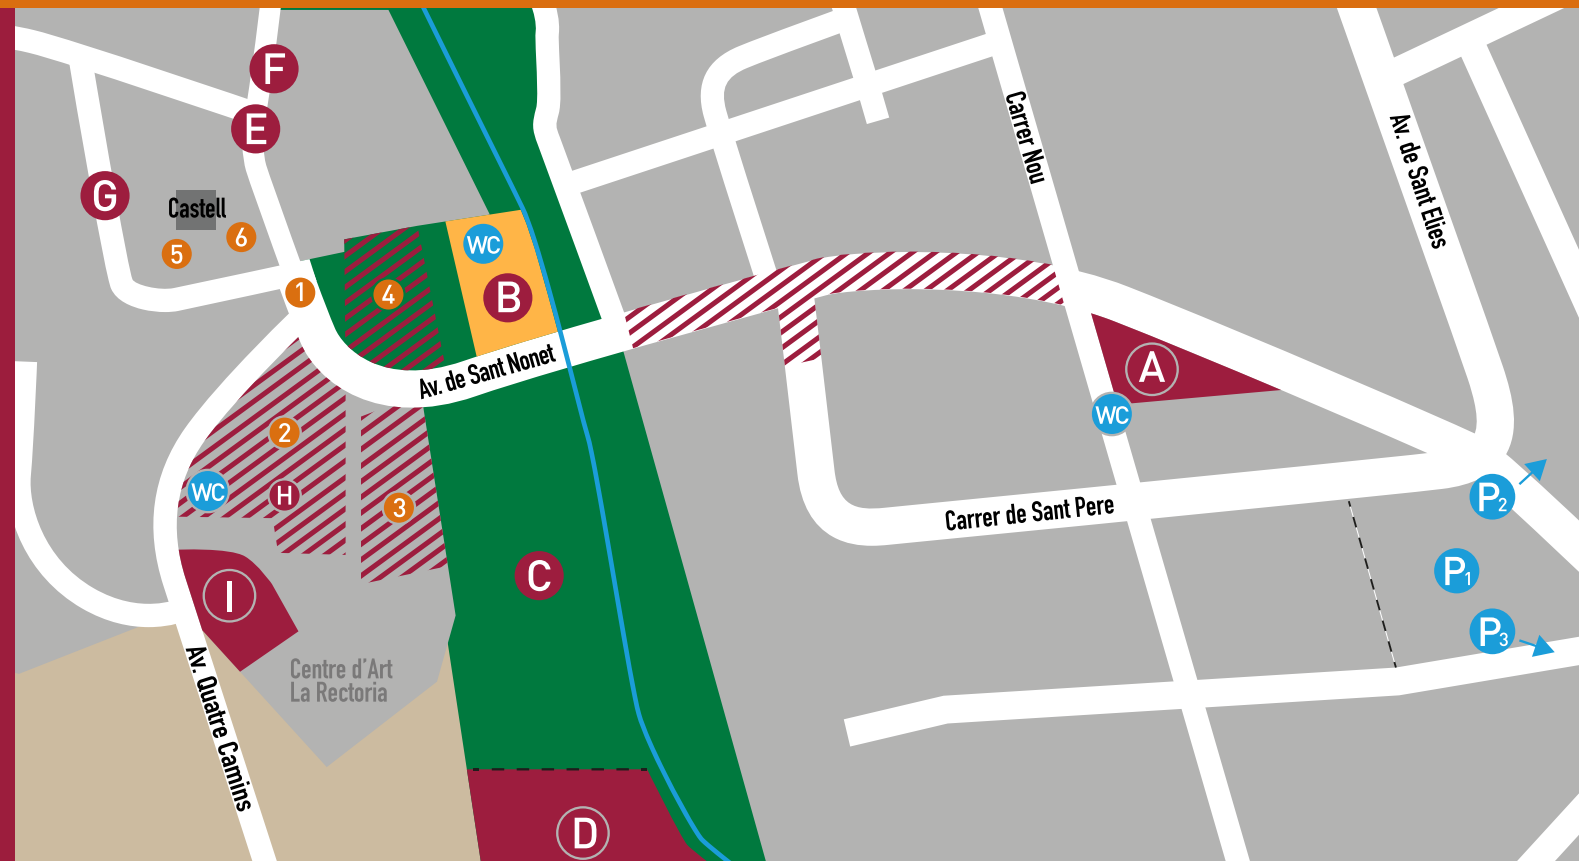 F
E
G
Castell
5
6
1
4
WC
B
Av. de Sant Nonet
Carrer Nou
Av. de Sant Elies
A
WC
2
WC
H
3
Carrer de Sant Pere
P2
P1
P3
C
I
Centre d'Art
La Rectoria
Av. Quatre Camins
D